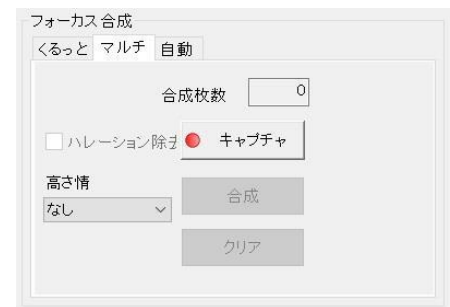 フォーカス合成
くるっと マルチ 自動
合成枚数 0
ハレーション除去 キャプチャ
高さ情
なし 合成
クリア